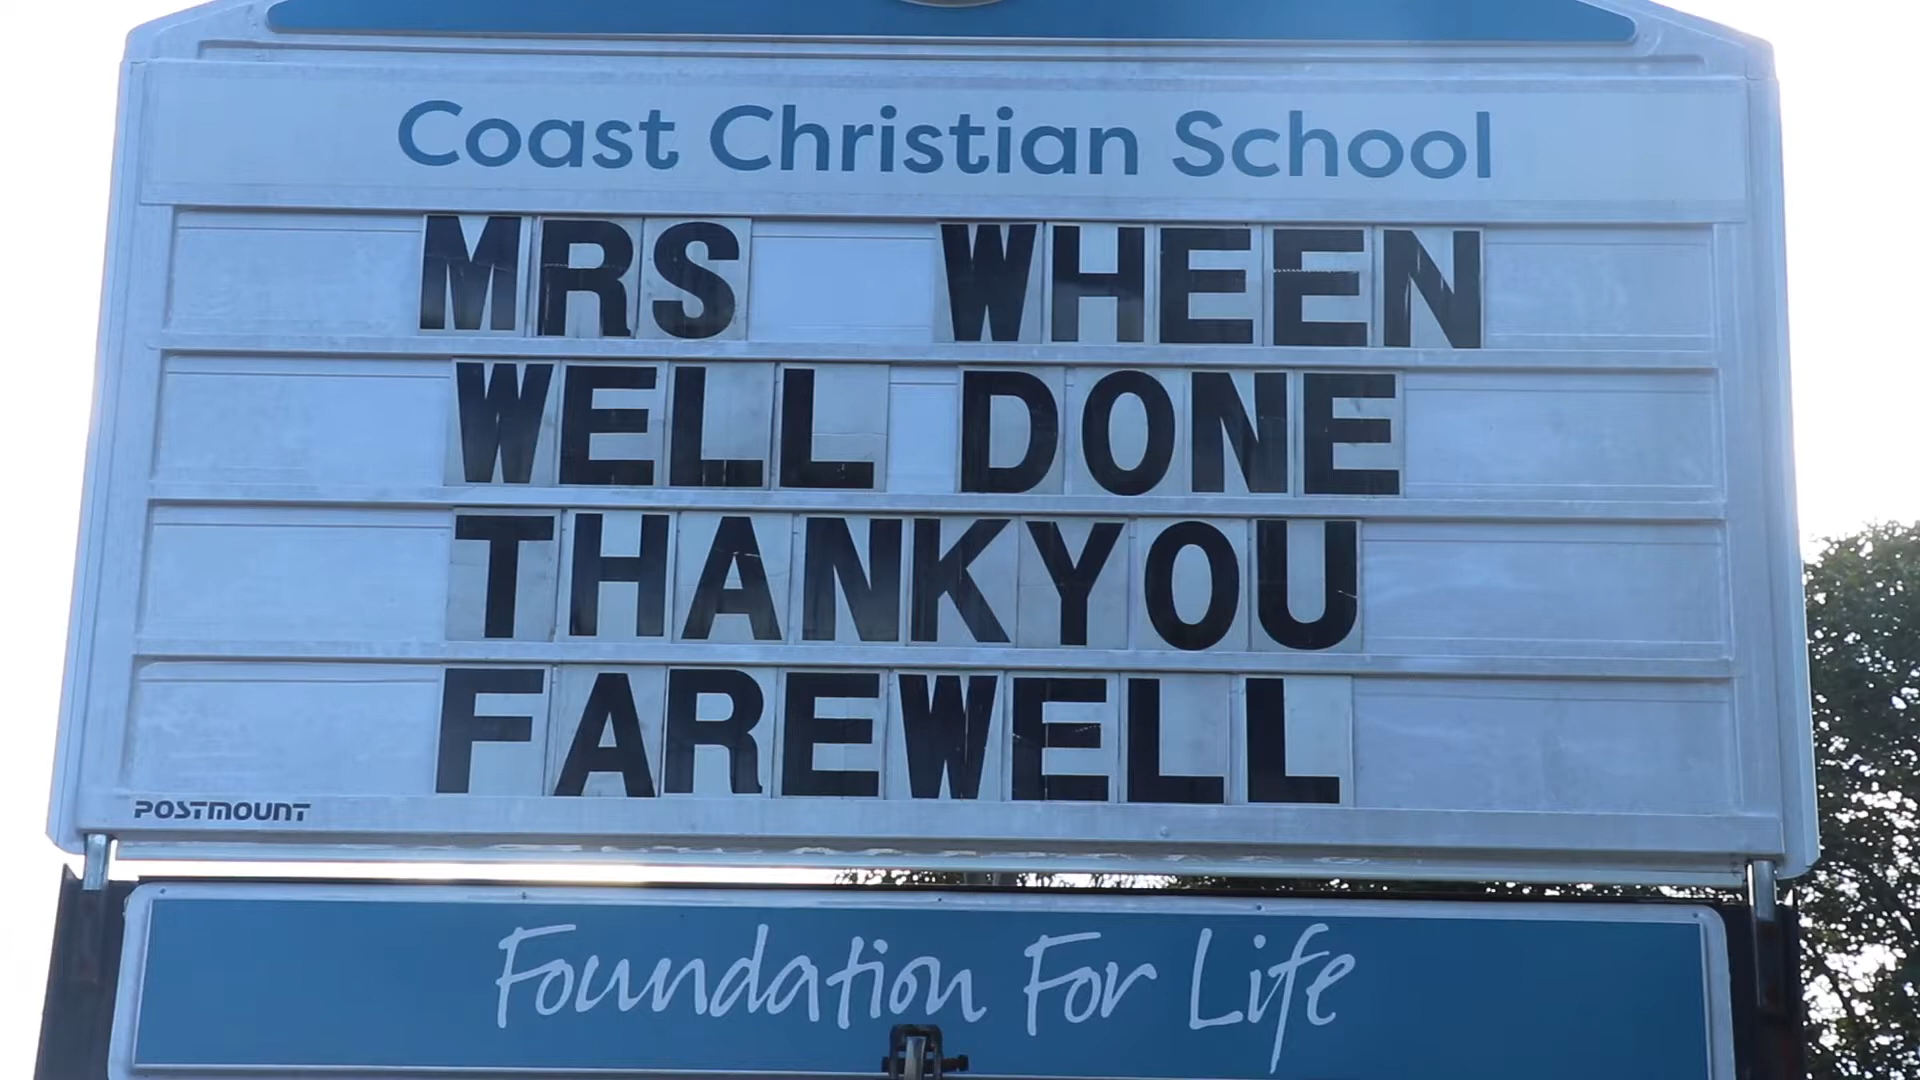 Coast Christian School
MRS WHEEN
WELL DONE
THANKYOU
FAREWELL
POSTMOUNT
Foundation For Life